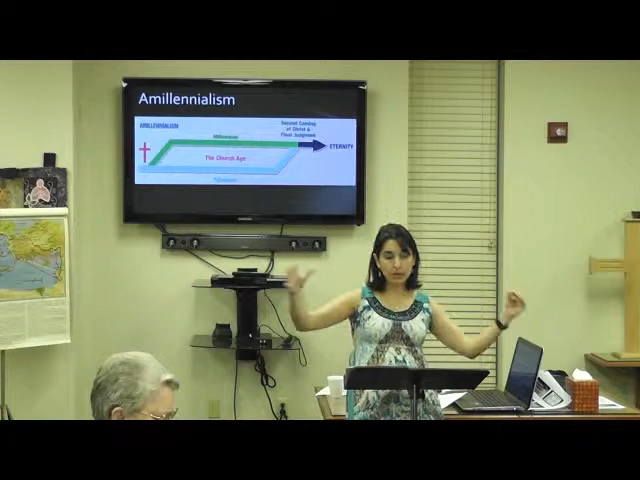 Amillennialism
AMILLENNIALISM
Second Coming
of Christ &
Final Judgment
Millennium
ETERNITY
The Church Age